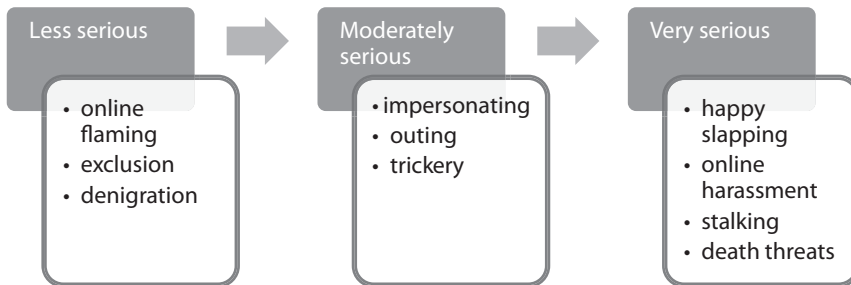 Less serious
• online
flaming
• exclusion
• denigration
Moderately
serious
• impersonating
• outing
• trickery
Very serious
• happy
slapping
• online
harassment
• stalking
• death threats